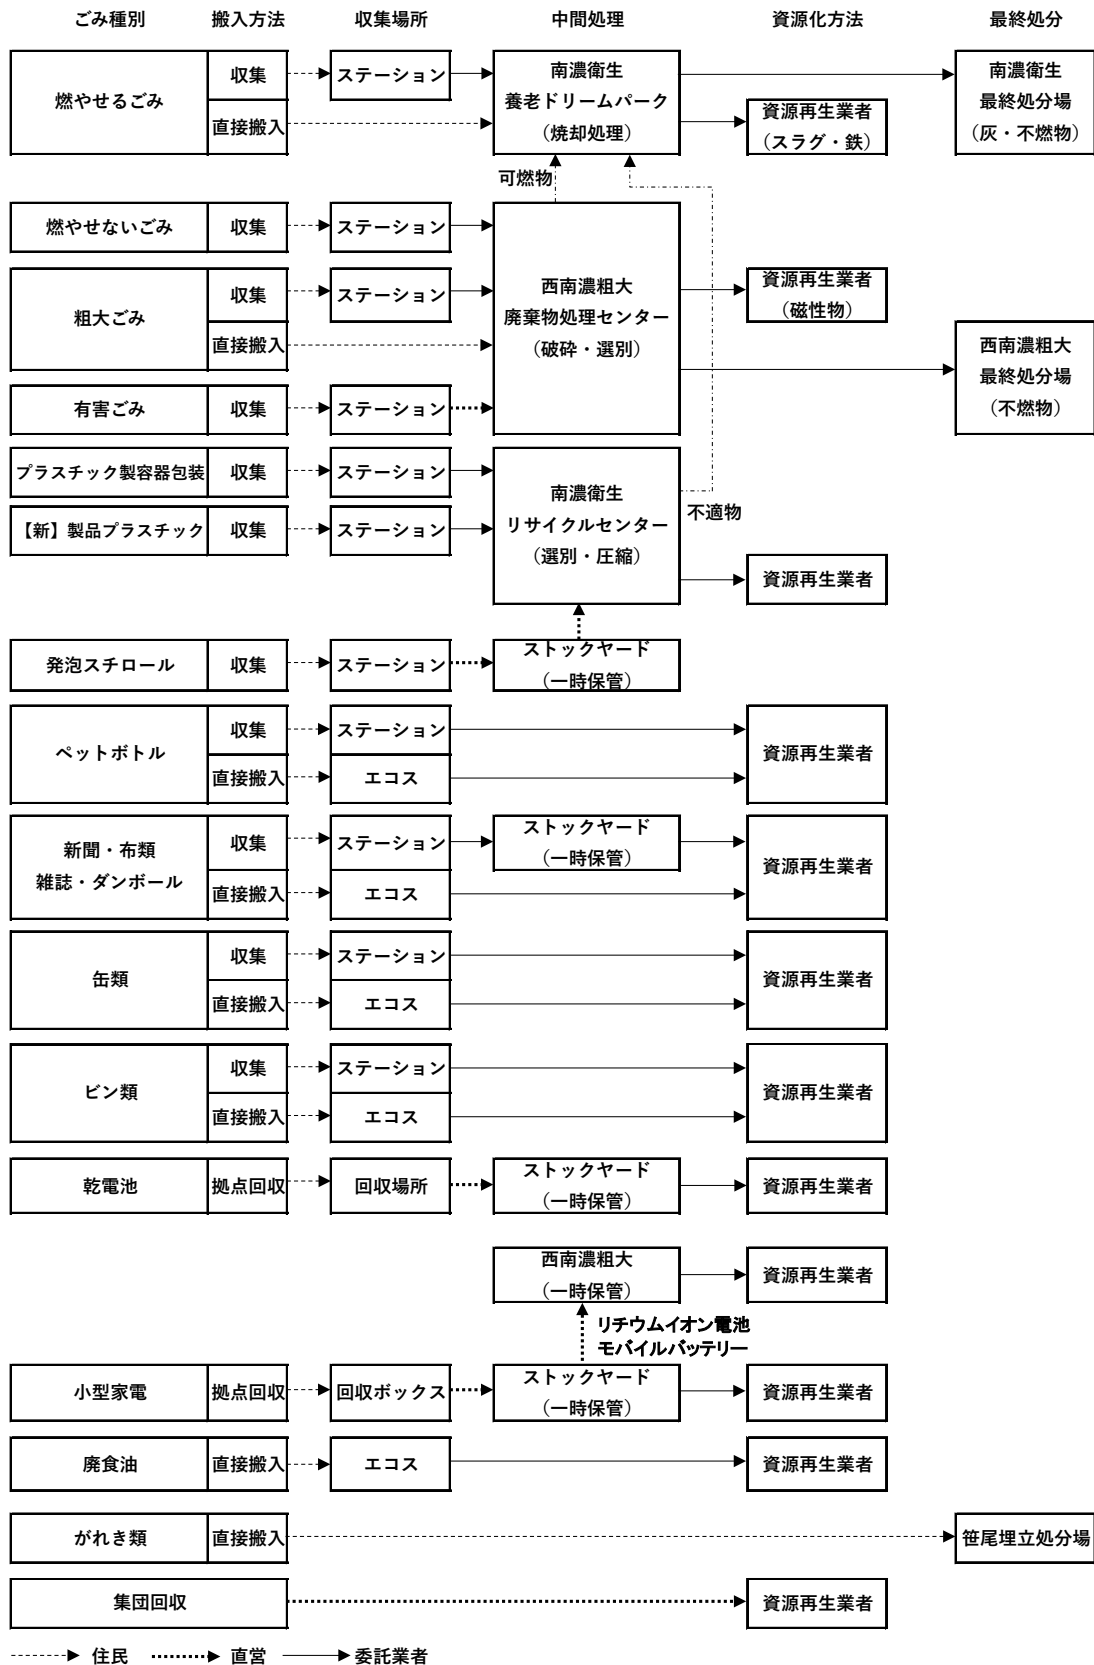 ごみ種別 搬入方法 収集場所 中間処理 資源化方法 最終処分
燃やせるごみ
収集
ステーション
直接搬入
南濃衛生
養老ドリームパーク
（焼却処理）
資源再生業者
（スラグ・鉄）
南濃衛生
最終処分場
（灰・不燃物）
可燃物
燃やせないごみ
収集
ステーション
粗大ごみ
収集
ステーション
直接搬入
西南濃粗大
廃棄物処理センター
（破砕・選別）
資源再生業者
（磁性物）
西南濃粗大
最終処分場
（不燃物）
有害ごみ
収集
ステーション
プラスチック製容器包装
収集
ステーション
【新】製品プラスチック
収集
ステーション
南濃衛生
リサイクルセンター
（選別・圧縮）
不適物
資源再生業者
発泡スチロール
収集
ステーション
ストックヤード
（一時保管）
ペットボトル
収集
ステーション
直接搬入
エコス
資源再生業者
新聞・布類
雑誌・ダンボール
収集
ステーション
ストックヤード
（一時保管）
直接搬入
エコス
資源再生業者
缶類
収集
ステーション
直接搬入
エコス
資源再生業者
ビン類
収集
ステーション
直接搬入
エコス
資源再生業者
乾電池
拠点回収
回収場所
ストックヤード
（一時保管）
資源再生業者
西南濃粗大
（一時保管）
資源再生業者
リチウムイオン電池
モバイルバッテリー
小型家電
拠点回収
回収ボックス
ストックヤード
（一時保管）
資源再生業者
廃食油
直接搬入
エコス
資源再生業者
がれき類
直接搬入
笹尾埋立処分場
集団回収
資源再生業者
住民 直営 委託業者